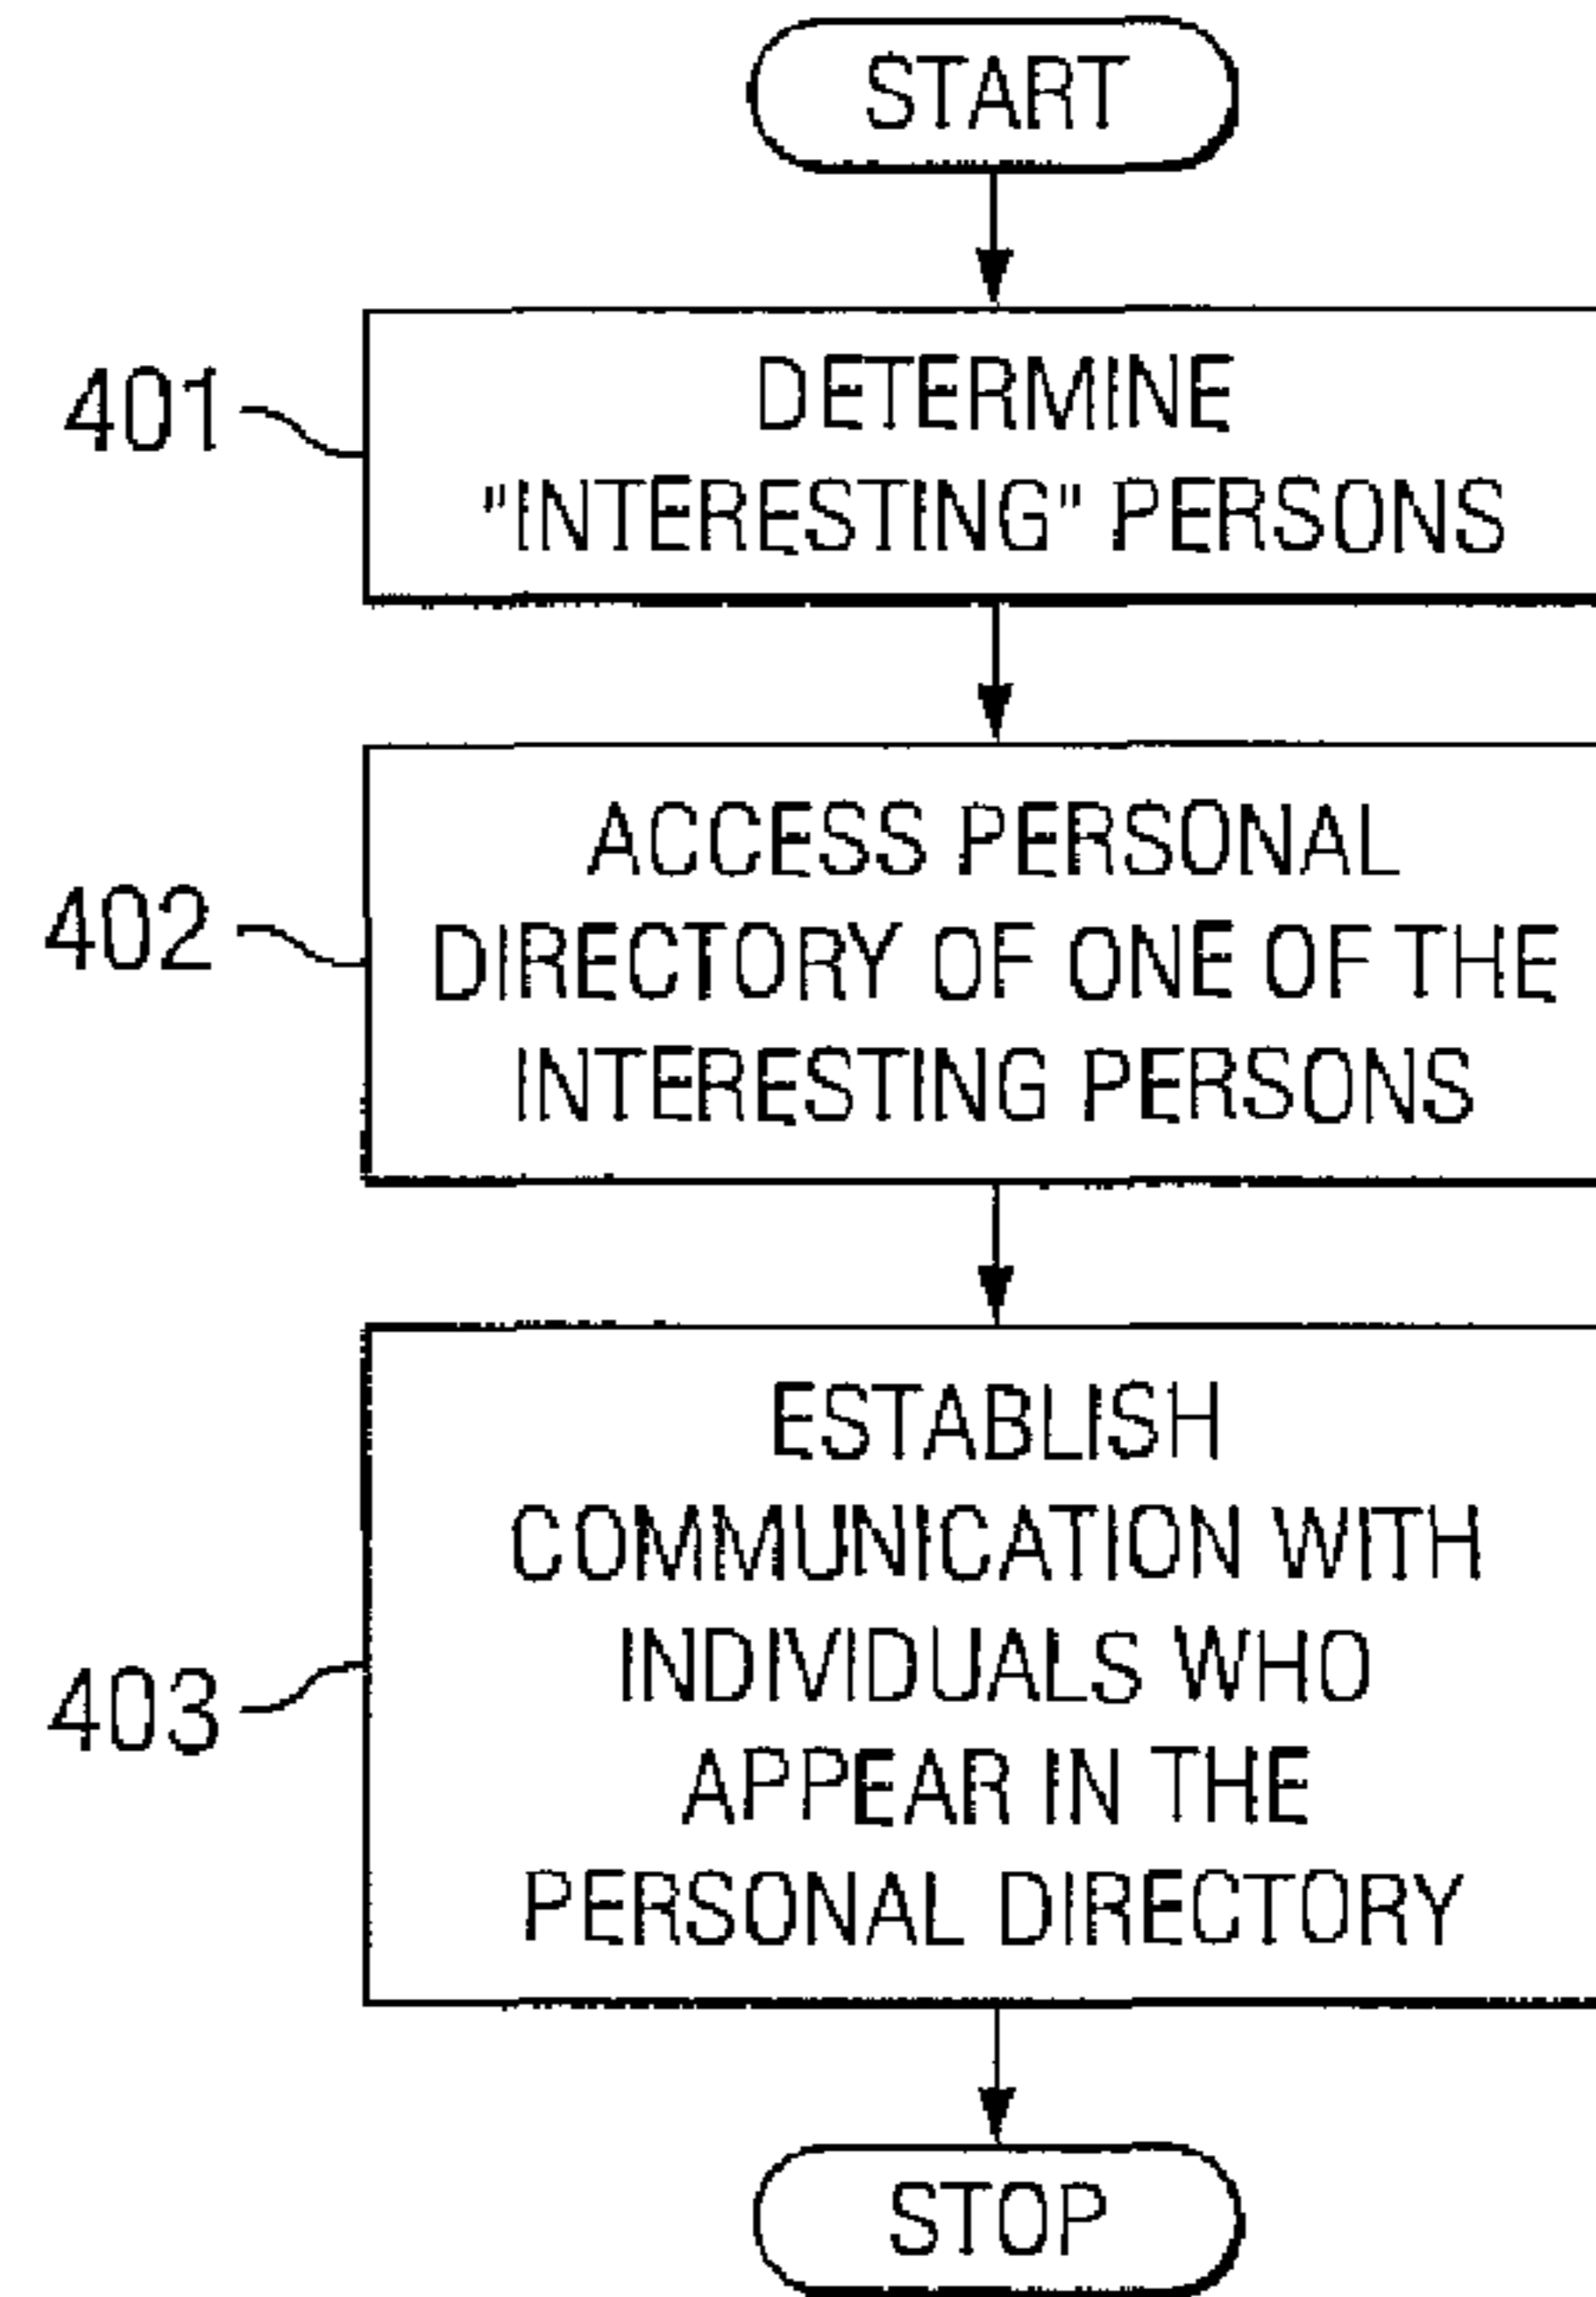 START
401
DETERMINE
"INTERESTING" PERSONS
402
ACCESS PERSONAL
DIRECTORY OF ONE OF THE
INTERESTING PERSONS
403
ESTABLISH
COMMUNICATION WITH
INDIVIDUALS WHO
APPEAR IN THE
PERSONAL DIRECTORY
STOP